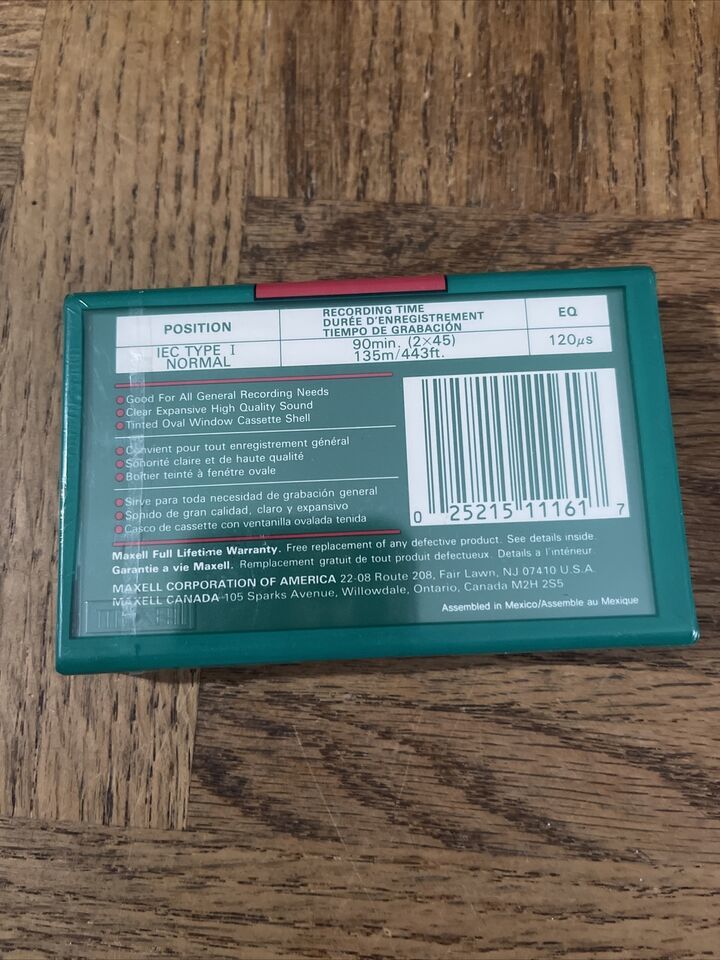 POSITION
RECORDING TIME
DURÉE D'ENREGISTREMENT
TIEMPO DE GRABACIÓN
EQ
IEC TYPE I
NORMAL
90min. (2×45)
135m/443ft.
120μs
Good For All General Recording Needs
Clear Expansive High Quality Sound
Tinted Oval Window Cassette Shell
Convient pour tout enregistrement général
Sonorité claire et de haute qualité
Boîtier teinté à fenétre ovale
Sirve para toda necesidad de grabación general
Sonido de gran calidad, claro y expansivo
Casco de cassette con ventanilla ovalada tenida
0 25215 11161 7
Maxell Full Lifetime Warranty. Free replacement of any defective product. See details inside.
Garantie a vie Maxell. Remplacement gratuit de tout produit defectueux. Details a l'intérieur.
MAXELL CORPORATION OF AMERICA 22-08 Route 208, Fair Lawn, NJ 07410 U.S.A.
MAXELL CANADA 105 Sparks Avenue, Willowdale, Ontario, Canada M2H 2S5
maxell
Assembled in Mexico/Assemble au Mexique